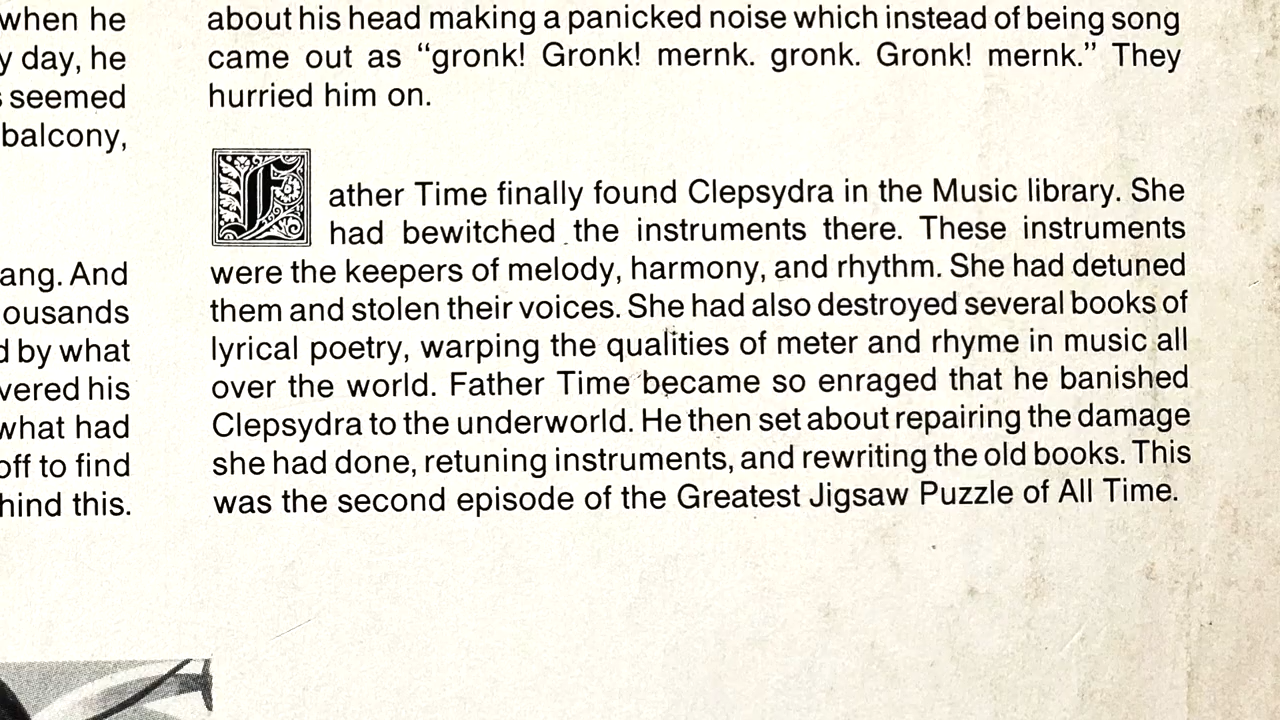 when he
y day, he
seemed
balcony,
ang. And
ousands
d by what
vered his
what had
off to find
hind this.
about his head making a panicked noise which instead of being song
came out as “gronk! Gronk! mernk. gronk. Gronk! mernk.” They
hurried him on.
Father Time finally found Clepsydra in the Music library. She
had bewitched the instruments there. These instruments
were the keepers of melody, harmony, and rhythm. She had detuned
them and stolen their voices. She had also destroyed several books of
lyrical poetry, warping the qualities of meter and rhyme in music all
over the world. Father Time became so enraged that he banished
Clepsydra to the underworld. He then set about repairing the damage
she had done, retuning instruments, and rewriting the old books. This
was the second episode of the Greatest Jigsaw Puzzle of All Time.